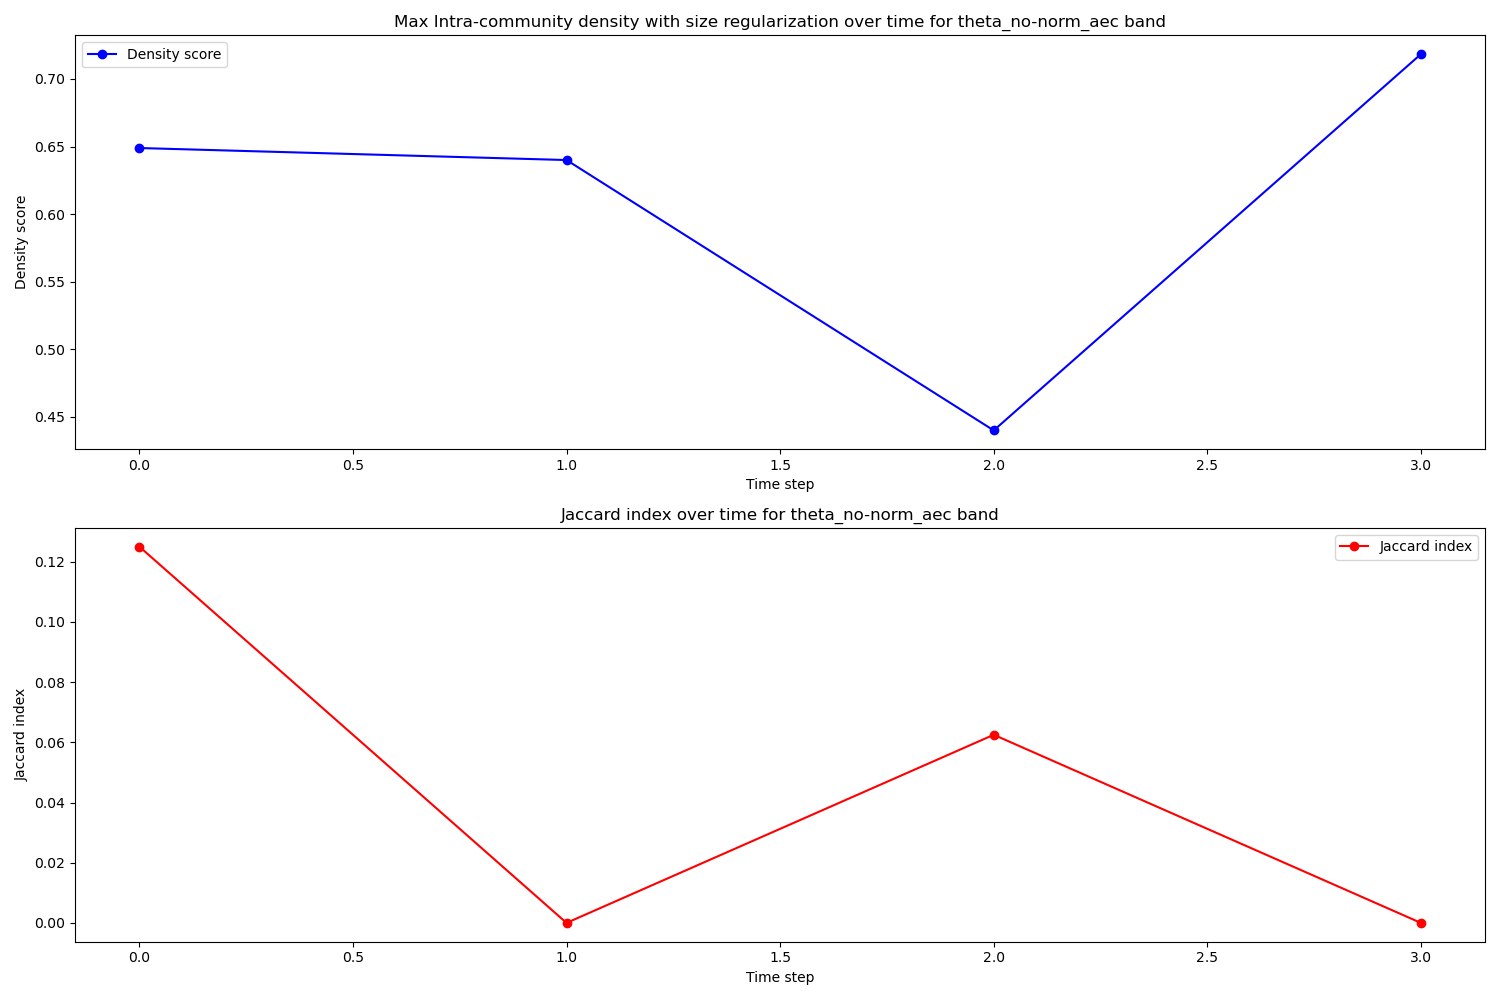 Max Intra-community density with size regularization over time for theta_no-norm_aec band
Density score
Density score
0.70
0.65
0.60
0.55
0.50
0.45
0.0 0.5 1.0 1.5 2.0 2.5 3.0
Time step
Jaccard index over time for theta_no-norm_aec band
Jaccard index
Jaccard index
0.12
0.10
0.08
0.06
0.04
0.02
0.00
0.0 0.5 1.0 1.5 2.0 2.5 3.0
Time step